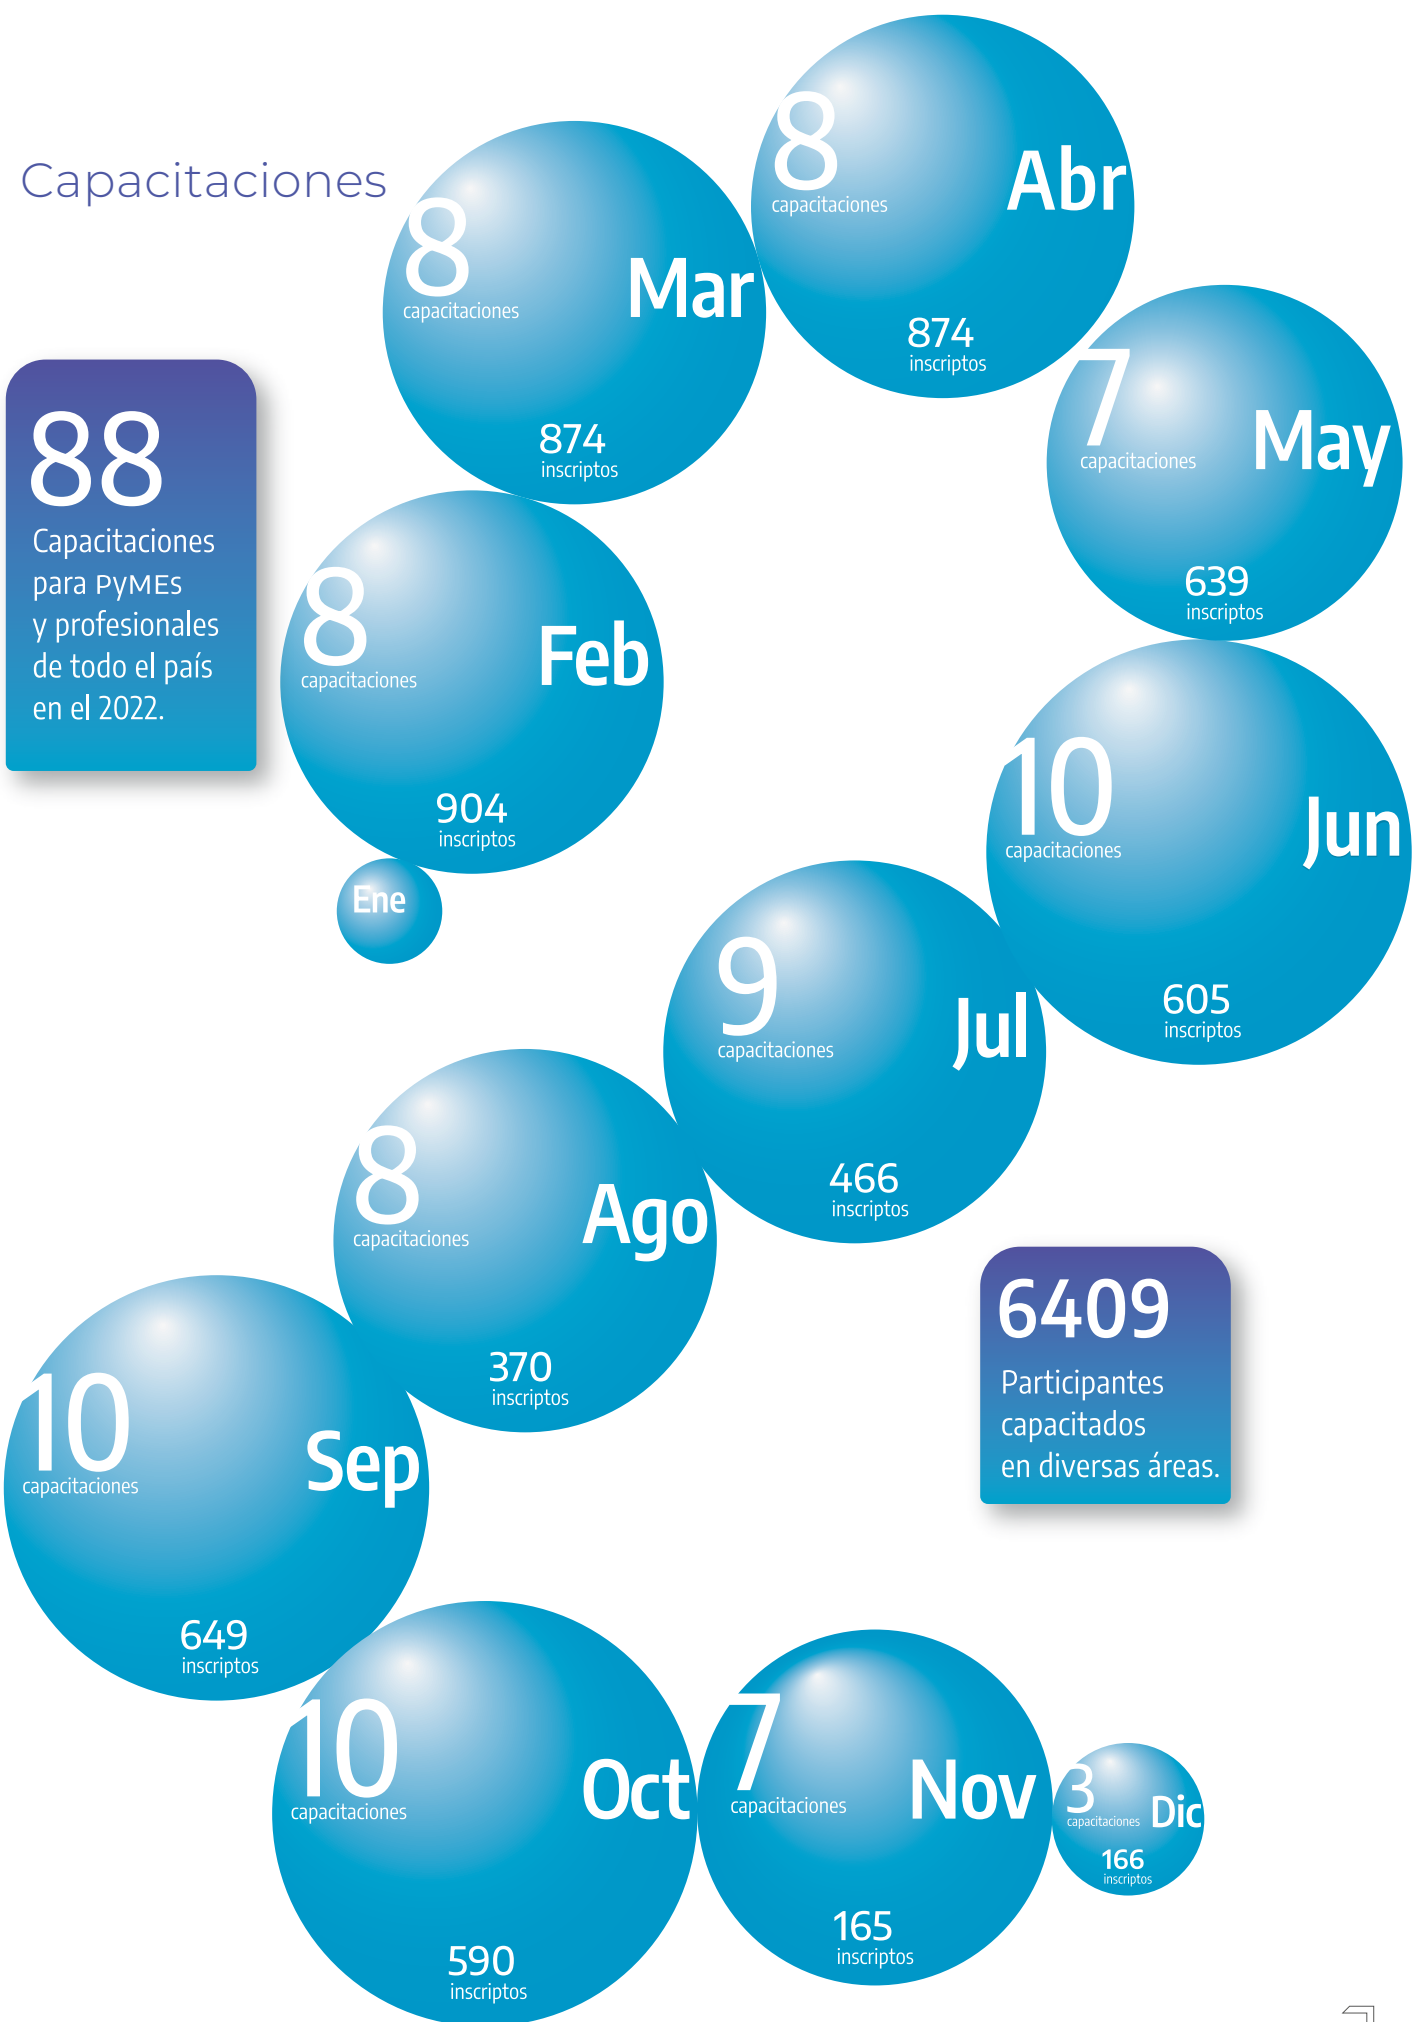 Capacitaciones
88
Capacitaciones
para PyMEs
y profesionales
de todo el país
en el 2022.
Ene
8
capacitaciones
Feb
904
inscriptos
8
capacitaciones
Mar
874
inscriptos
8
capacitaciones
Abr
874
inscriptos
7
capacitaciones
May
639
inscriptos
10
capacitaciones
Jun
605
inscriptos
9
capacitaciones
Jul
466
inscriptos
8
capacitaciones
Ago
370
inscriptos
10
capacitaciones
Sep
649
inscriptos
10
capacitaciones
Oct
590
inscriptos
7
capacitaciones
Nov
165
inscriptos
3
capacitaciones
Dic
166
inscriptos
6409
Participantes
capacitados
en diversas áreas.